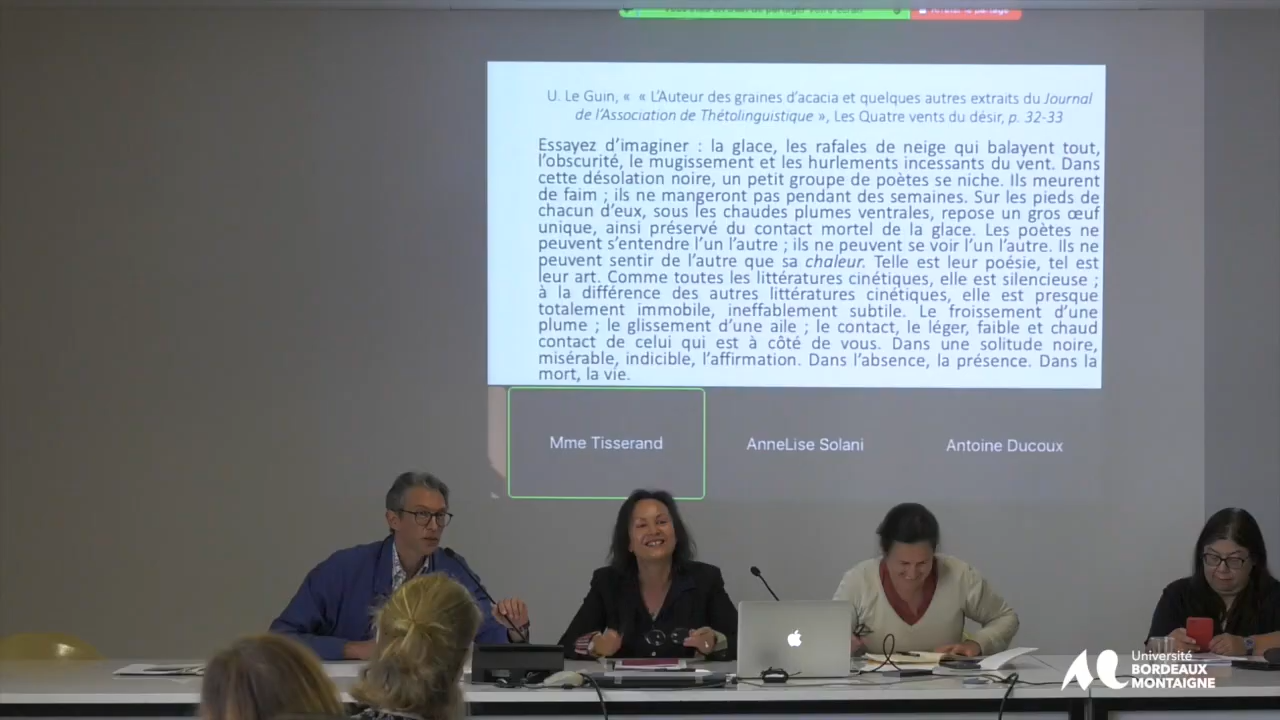 U. Le Guin, « « L'Auteur des graines d'acacia et quelques autres extraits du Journal
de l'Association de Thétolinguistique », Les Quatre vents du désir, p. 32-33
Essayez d'imaginer : la glace, les rafales de neige qui balayent tout,
l'obscurité, le mugissement et les hurlements incessants du vent. Dans
cette désolation noire, un petit groupe de poètes se niche. Ils meurent
de faim ; ils ne mangeront pas pendant des semaines. Sur les pieds de
chacun d'eux, sous les chaudes plumes ventrales, repose un gros œuf
unique, ainsi préservé du contact mortel de la glace. Les poètes ne
peuvent s'entendre l'un l'autre ; ils ne peuvent se voir l'un l'autre. Ils ne
peuvent sentir de l'autre que sa chaleur. Telle est leur poésie, tel est
leur art. Comme toutes les littératures cinétiques, elle est silencieuse ;
à la différence des autres littératures cinétiques, elle est presque
totalement immobile, ineffablement subtile. Le froissement d'une
plume ; le glissement d'une aile ; le contact, le léger, faible et chaud
contact de celui qui est à côté de vous. Dans une solitude noire,
misérable, indicible, l'affirmation. Dans l'absence, la présence. Dans la
mort, la vie.
Mme Tisserand
AnneLise Solani
Antoine Ducoux
Université
BORDEAUX
MONTAIGNE